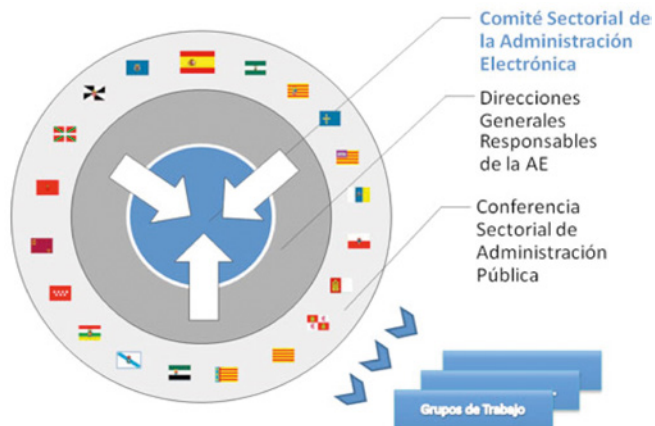 Comité Sectorial de
la Administración
Electrónica
Direcciones
Generales
Responsables
de la AE
Conferencia
Sectorial de
Administración
Pública
Grupos de Trabajo